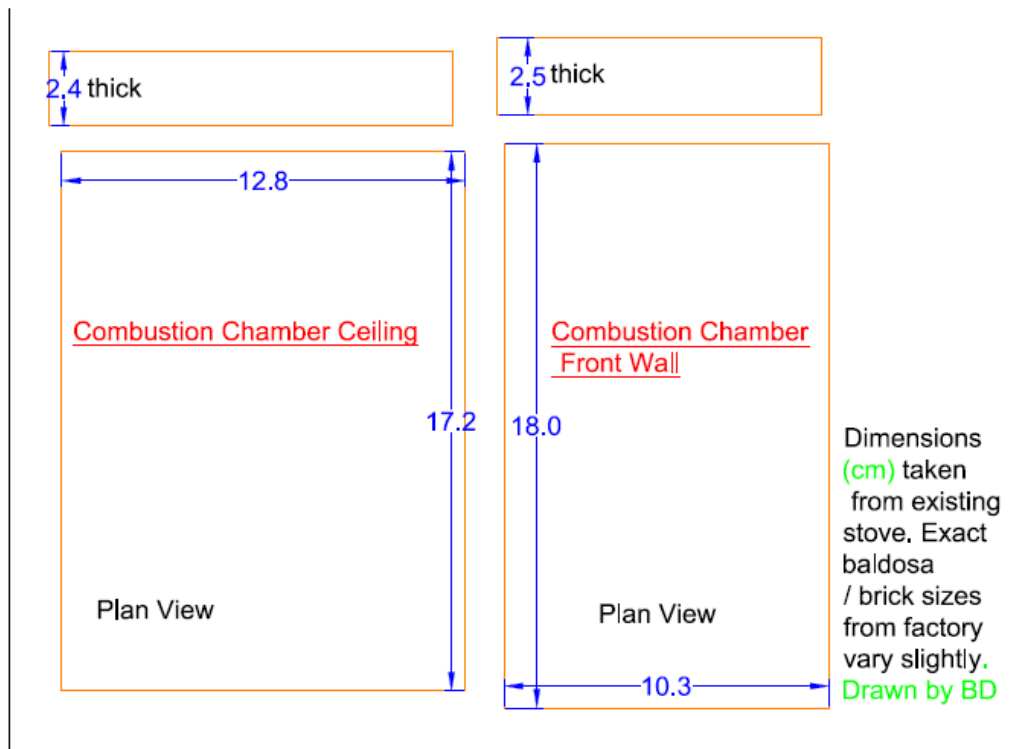 2.4 thick
2.5 thick
12.8
Combustion Chamber Ceiling
17.2
Plan View
Combustion Chamber
Front Wall
18.0
Plan View
10.3
Dimensions
(cm) taken
from existing
stove. Exact
baldosa
/ brick sizes
from factory
vary slightly.
Drawn by BD